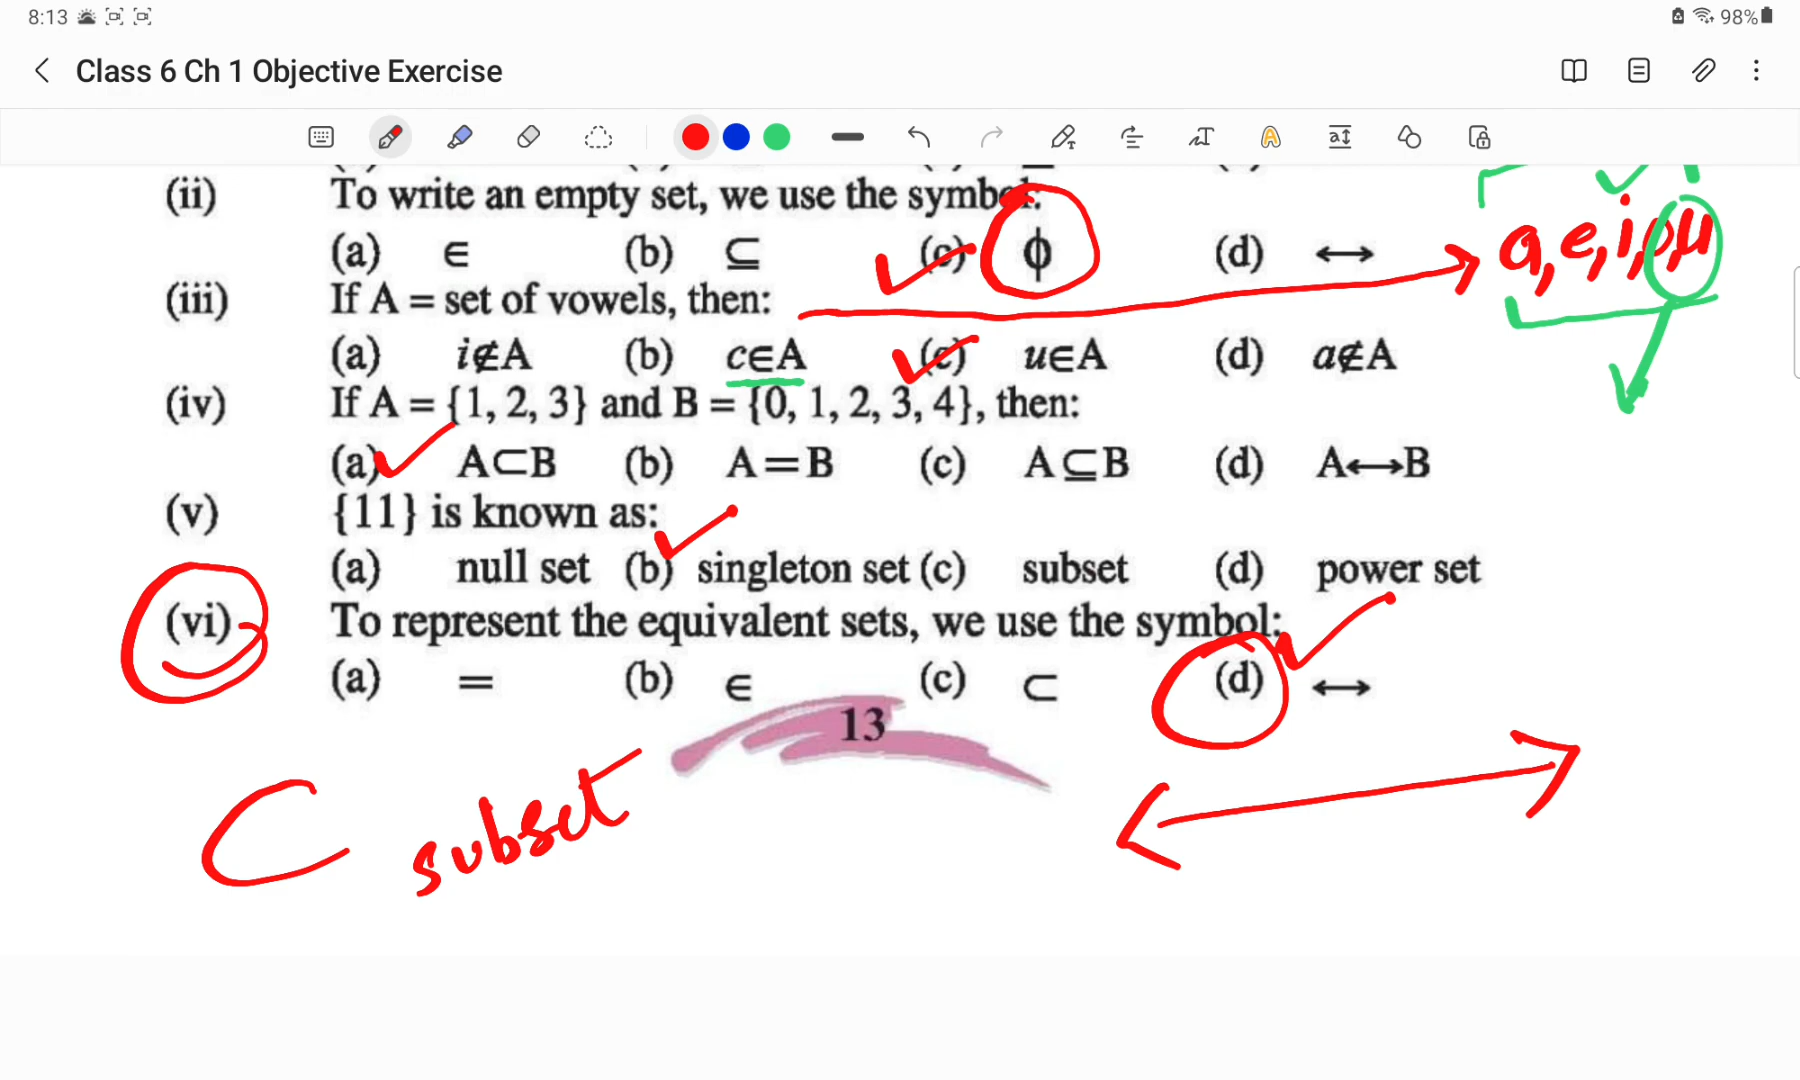 8:13 98%
Class 6 Ch 1 Objective Exercise
(ii) To write an empty set, we use the symbol:
(a) ∈ (b) ⊆ (c) ϕ (d) ↔ a, e, i, o, u
(iii) If A = set of vowels, then:
(a) i∉A (b) c∈A (c) u∈A (d) a∉A
(iv) If A = {1, 2, 3} and B = {0, 1, 2, 3, 4}, then:
(a) A⊂B (b) A=B (c) A⊆B (d) A↔B
(v) {11} is known as:
(a) null set (b) singleton set (c) subset (d) power set
(vi) To represent the equivalent sets, we use the symbol:
(a) = (b) ∈ (c) ⊂ (d) ↔
13
⊂ subset ↔